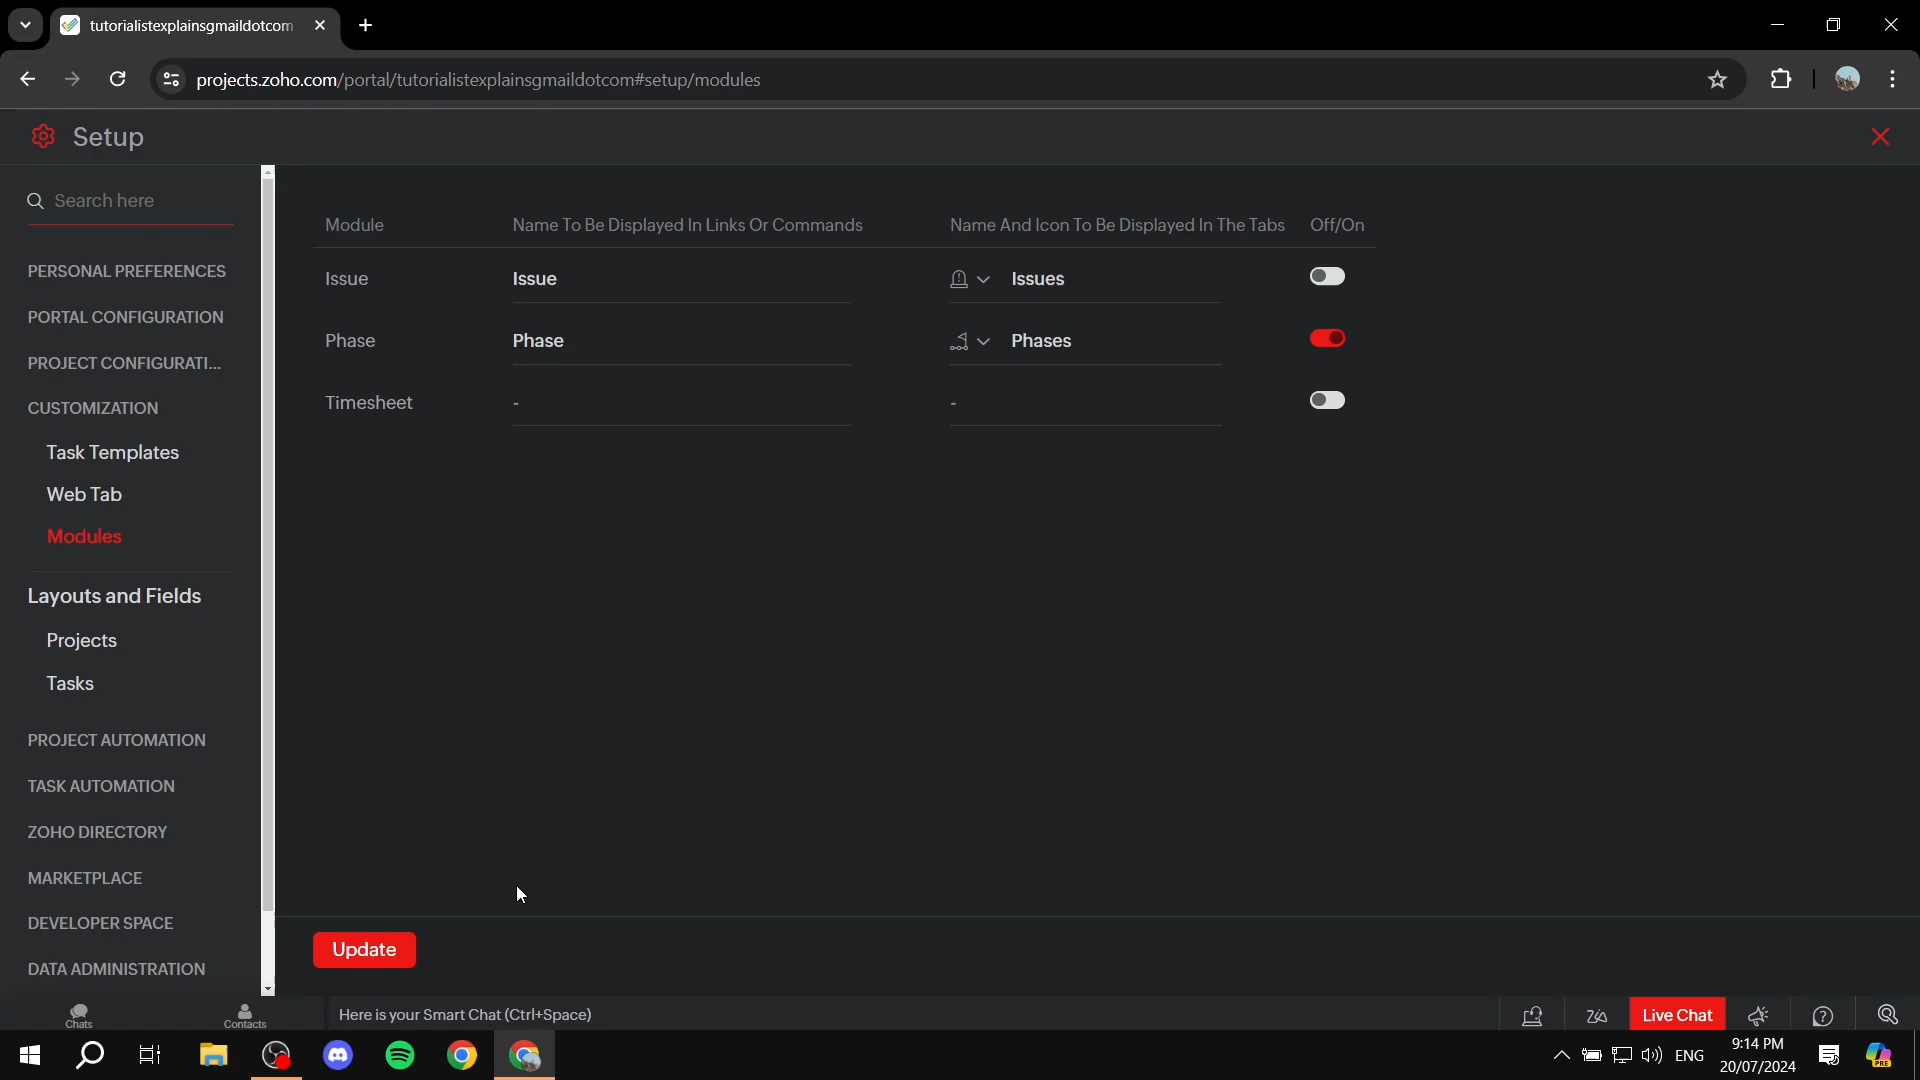 tutorialistexplainsgmaildotcom
projects.zoho.com/portal/tutorialistexplainsgmaildotcom#setup/modules
Setup
Search here
PERSONAL PREFERENCES
PORTAL CONFIGURATION
PROJECT CONFIGURATI...
CUSTOMIZATION
Task Templates
Web Tab
Modules
Layouts and Fields
Projects
Tasks
PROJECT AUTOMATION
TASK AUTOMATION
ZOHO DIRECTORY
MARKETPLACE
DEVELOPER SPACE
DATA ADMINISTRATION
Module Name To Be Displayed In Links Or Commands Name And Icon To Be Displayed In The Tabs Off/On
Issue Issue Issues
Phase Phase Phases
Timesheet - -
Update
Chats Contacts Here is your Smart Chat (Ctrl+Space) Live Chat
ENG
9:14 PM
20/07/2024
PRE